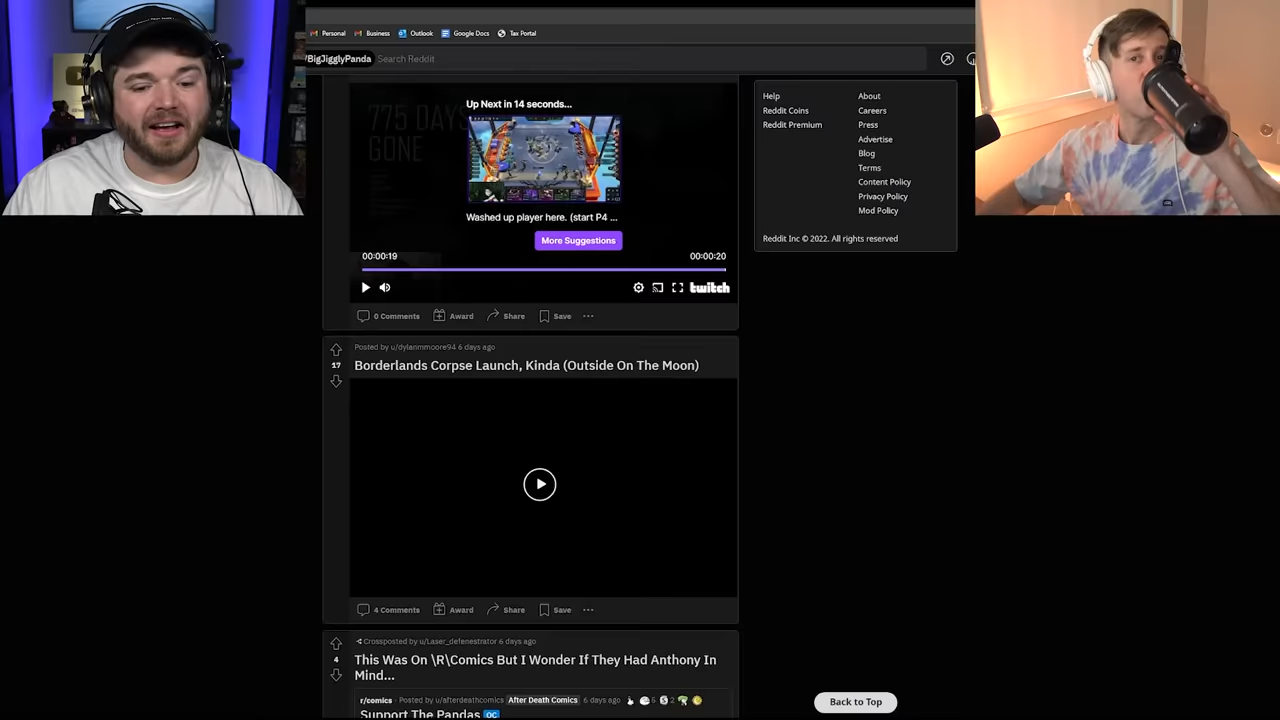 Personal
Business
Outlook
Google Docs
Tax Portal
/BigJigglyPanda
Search Reddit
775 DAYS
GONE
Up Next in 14 seconds...
Washed up player here. (start P4 ...
More Suggestions
00:00:19
00:00:20
twitch
0 Comments
Award
Share
Save
Help
About
Reddit Coins
Careers
Reddit Premium
Press
Advertise
Blog
Terms
Content Policy
Privacy Policy
Mod Policy
Reddit Inc © 2022. All rights reserved
Posted by u/dylanmmoore94 6 days ago
17
Borderlands Corpse Launch, Kinda (Outside On The Moon)
4 Comments
Award
Share
Save
Crossposted by u/Laser_defenestrator 6 days ago
4
This Was On \R\Comics But I Wonder If They Had Anthony In
Mind...
r/comics · Posted by u/afterdeathcomics After Death Comics 6 days ago 5 2
Support The Pandas OC
Back to Top